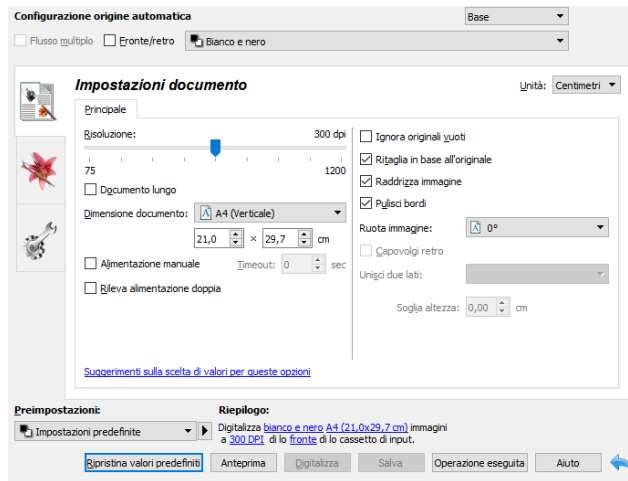 Configurazione origine automatica
Base
Flusso multiplo Fronte/retro Bianco e nero
Impostazioni documento
Unità: Centimetri
Principale
Risoluzione: 300 dpi
75 1200
Documento lungo
Dimensione documento: A4 (Verticale)
21,0 × 29,7 cm
Alimentazione manuale Timeout: 0 sec
Rileva alimentazione doppia
Suggerimenti sulla scelta di valori per queste opzioni
Ignora originali vuoti
Ritaglia in base all'originale
Raddrizza immagine
Pulisci bordi
Ruota immagine: 0°
Capovolgi retro
Unisci due lati:
Soglia altezza: 0,00 cm
Preimpostazioni:
Impostazioni predefinite
Riepilogo:
Digitalizza bianco e nero A4 (21,0x29,7 cm) immagini
a 300 DPI di lo fronte di lo cassetto di input.
Ripristina valori predefiniti Anteprima Digitalizza Salva Operazione eseguita Aiuto